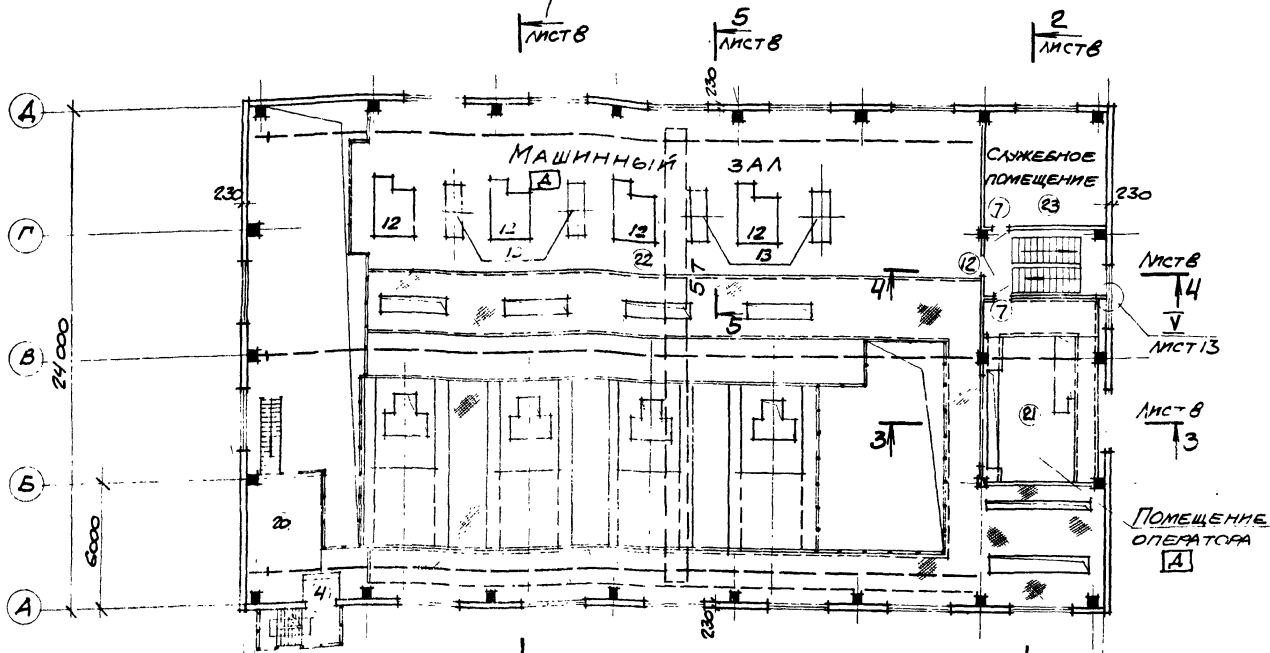 1
ЛИСТ 8
5
ЛИСТ 8
2
ЛИСТ 8
230
Д
МАШИННЫЙ ЗАЛ
Д
СЛУЖЕБНОЕ
ПОМЕЩЕНИЕ
23
7
230
230
Г
12
12
12
12
13
13
22
12
7
57
4
5
ЛИСТ 8
4
V
ЛИСТ 13
24000
В
21
3
ЛИСТ 8
3
Б
6000
20
ПОМЕЩЕНИЕ
ОПЕРАТОРА
Д
А
4
230